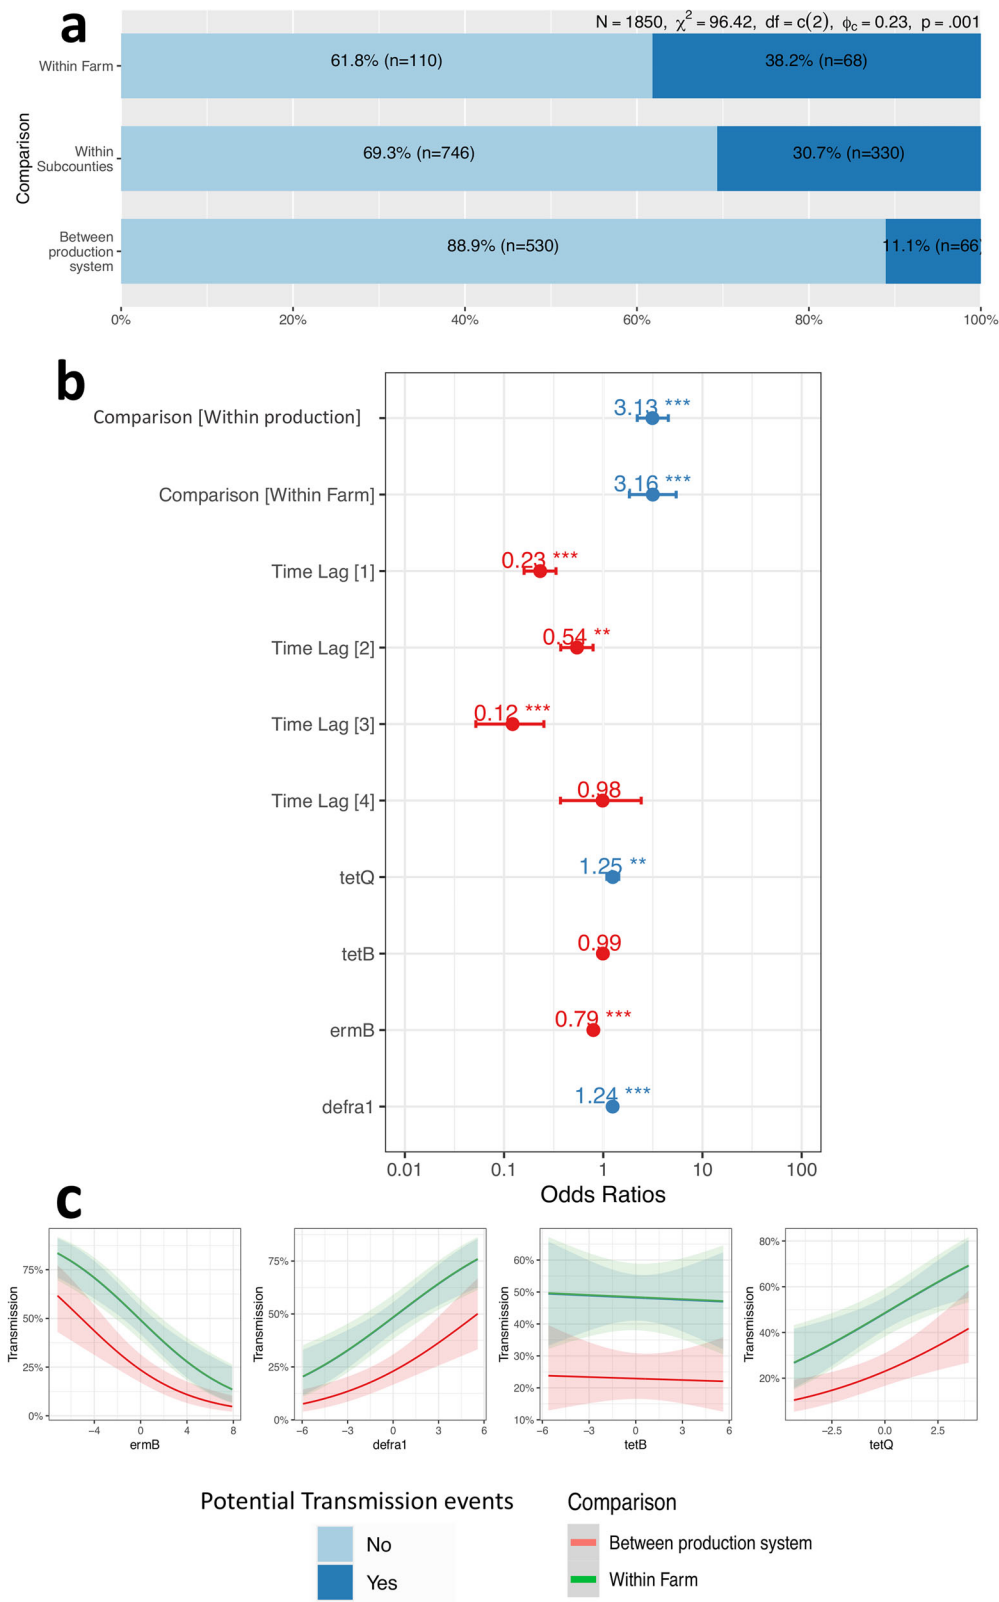 a
N = 1850, χ² = 96.42, df = c(2), ϕc = 0.23, p = .001
Within Farm
61.8% (n=110)
38.2% (n=68)
Within
Subcounties
69.3% (n=746)
30.7% (n=330)
Between
production
system
88.9% (n=530)
11.1% (n=66)
Comparison
0%
20%
40%
60%
80%
100%
b
Comparison [Within production]
3.13 ***
Comparison [Within Farm]
3.16 ***
Time Lag [1]
0.23 ***
Time Lag [2]
0.54 **
Time Lag [3]
0.12 ***
Time Lag [4]
0.98
tetQ
1.25 **
tetB
0.99
ermB
0.79 ***
defra1
1.24 ***
0.01
0.1
1
10
100
Odds Ratios
c
Transmission
75%
50%
25%
0%
−4
0
4
8
ermB
Transmission
75%
50%
25%
0%
−6
−3
0
3
6
defra1
Transmission
60%
50%
40%
30%
20%
10%
−6
−3
0
3
6
tetB
Transmission
80%
60%
40%
20%
−2.5
0.0
2.5
tetQ
Potential Transmission events
No
Yes
Comparison
Between production system
Within Farm